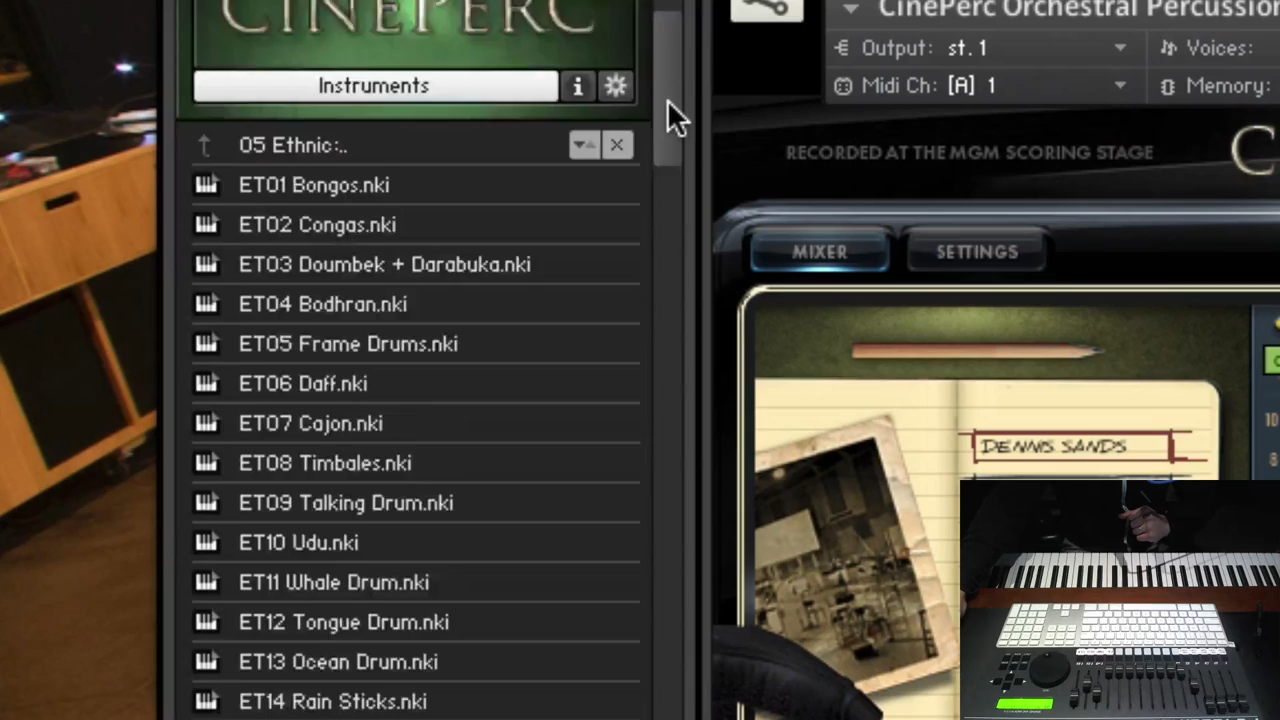 CINEPERC
Instruments
05 Ethnic:..
ET01 Bongos.nki
ET02 Congas.nki
ET03 Doumbek + Darabuka.nki
ET04 Bodhran.nki
ET05 Frame Drums.nki
ET06 Daff.nki
ET07 Cajon.nki
ET08 Timbales.nki
ET09 Talking Drum.nki
ET10 Udu.nki
ET11 Whale Drum.nki
ET12 Tongue Drum.nki
ET13 Ocean Drum.nki
ET14 Rain Sticks.nki
CinePerc Orchestral Percussion
Output: st. 1
Voices:
Midi Ch: [A] 1
Memory:
RECORDED AT THE MGM SCORING STAGE
C
MIXER
SETTINGS
DENNIS SANDS
10
8